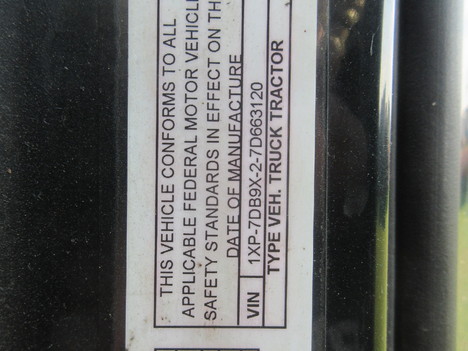 THIS VEHICLE CONFORMS TO ALL
APPLICABLE FEDERAL MOTOR VEHICLE
SAFETY STANDARDS IN EFFECT ON THE
DATE OF MANUFACTURE
VIN 1XP-7DB9X-2-7D663120
TYPE VEH. TRUCK TRACTOR